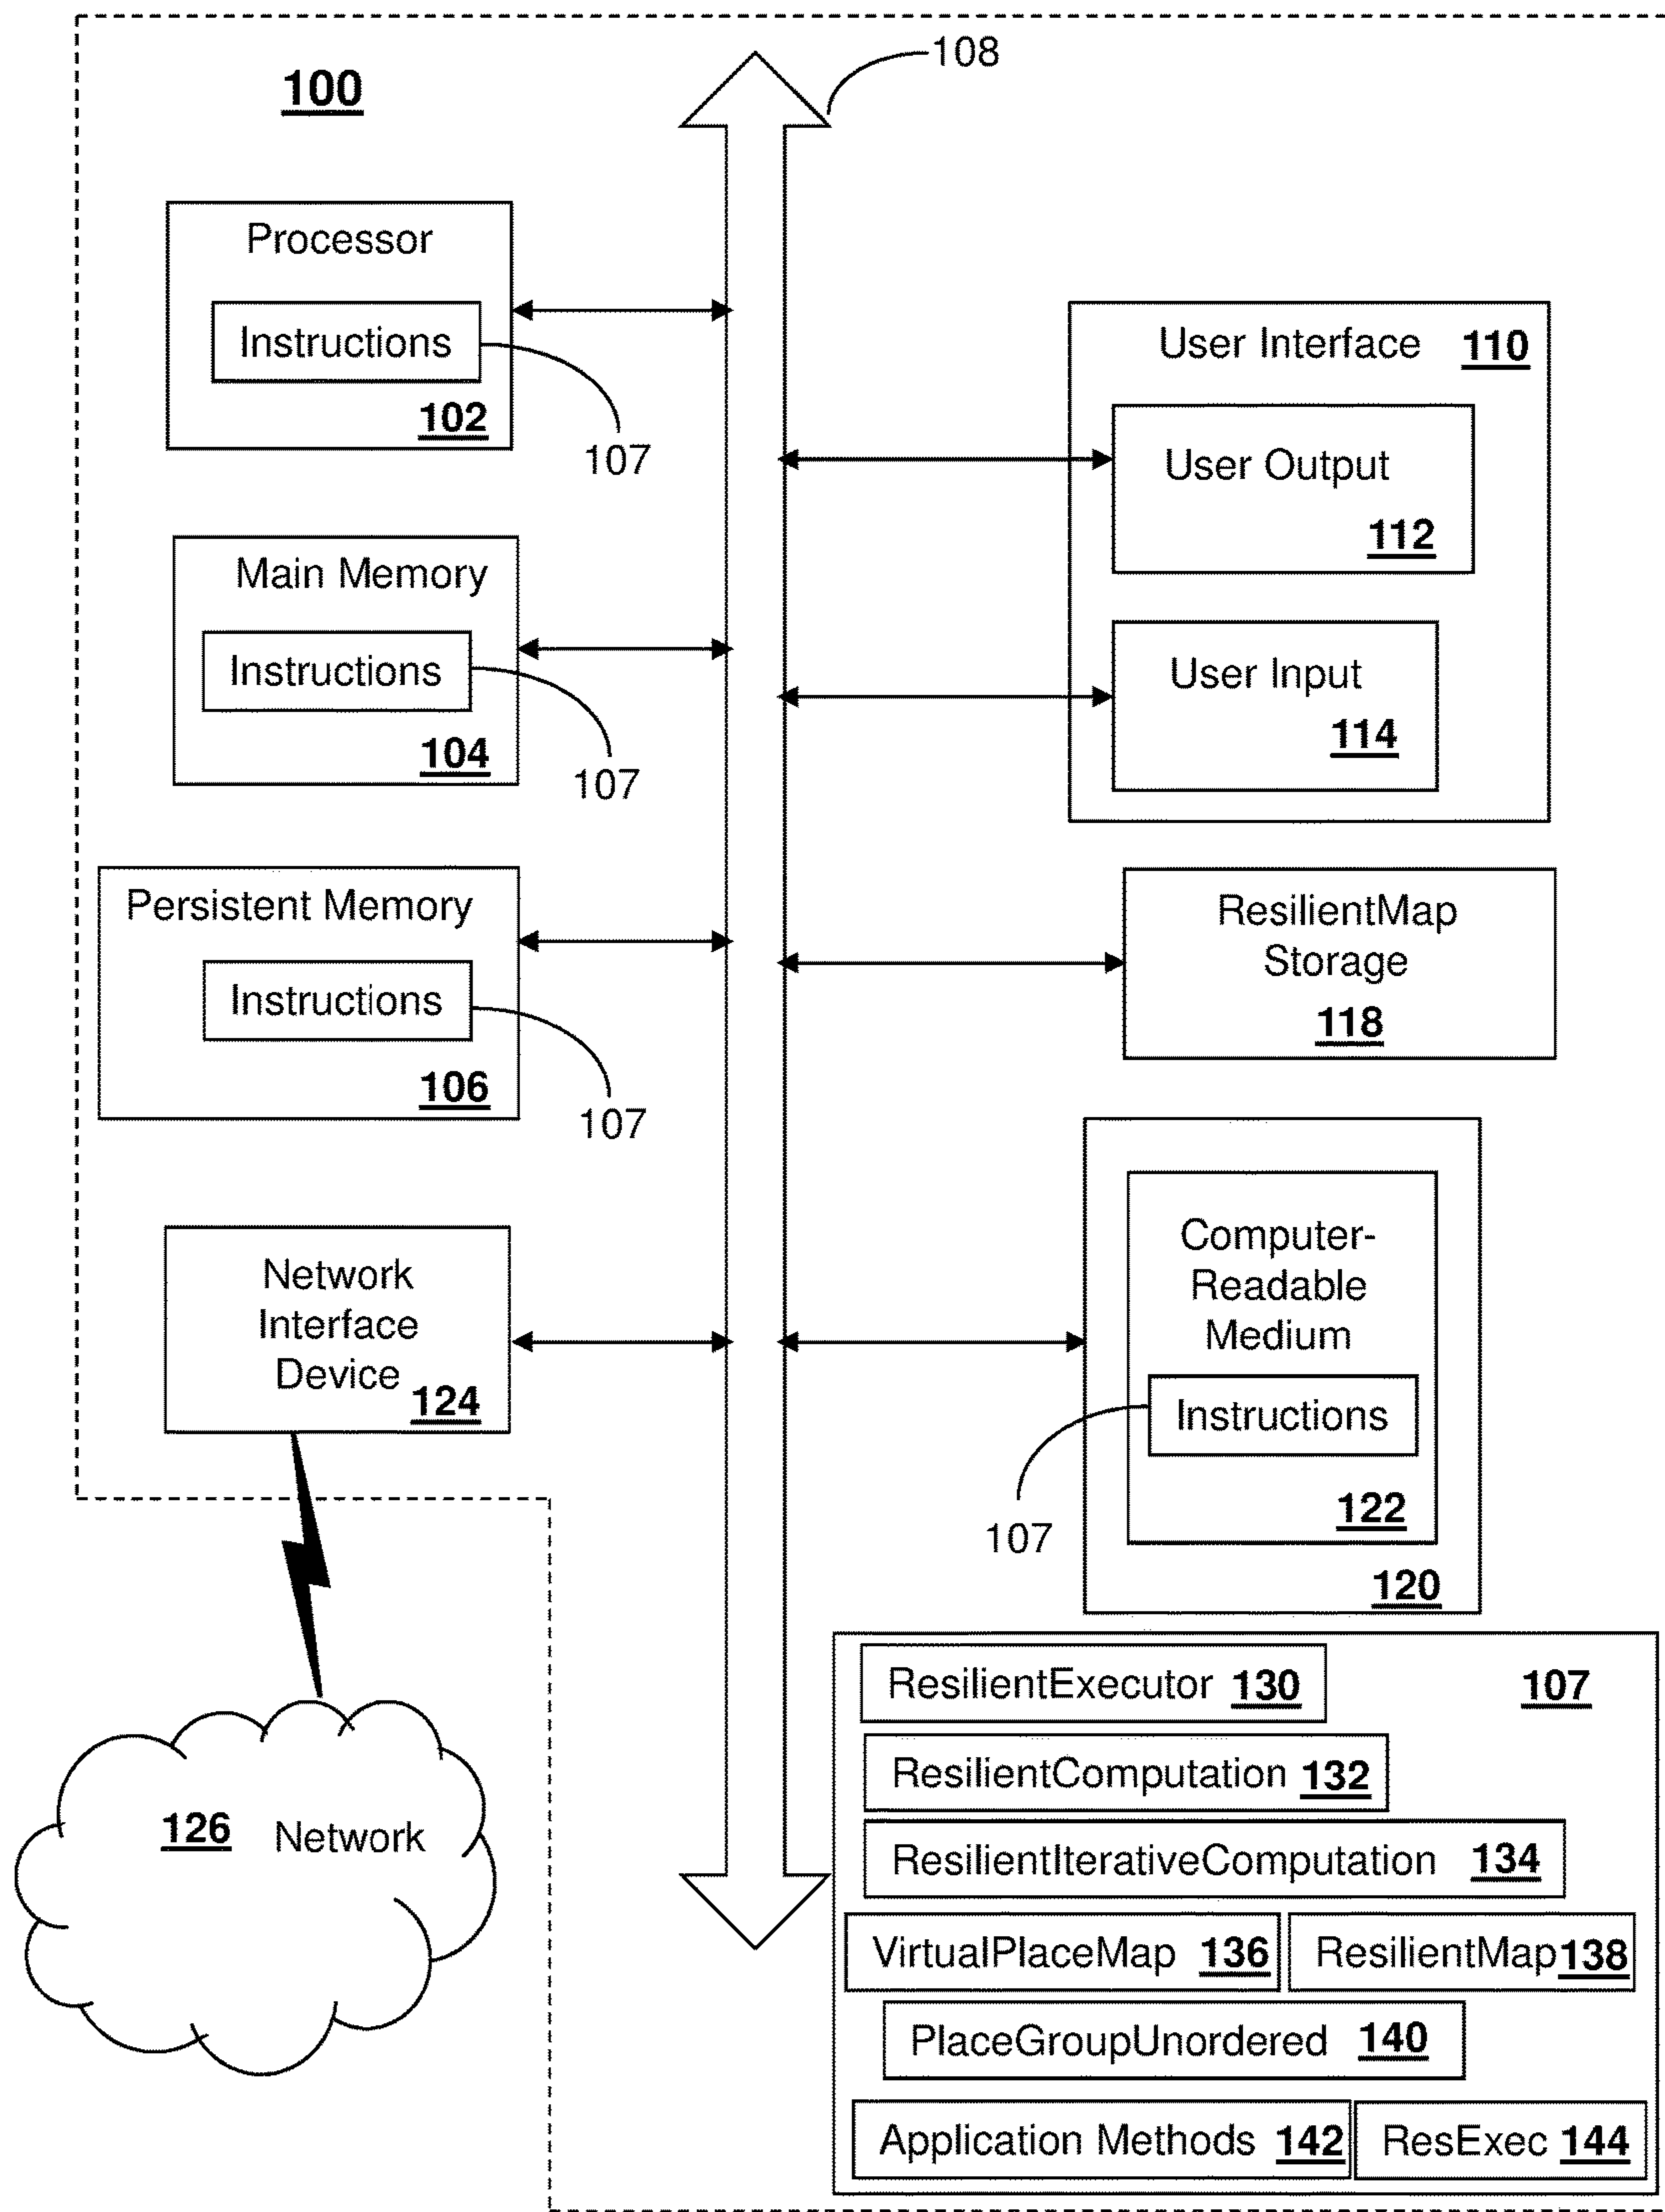 108
100
Processor
Instructions
102
107
Main Memory
Instructions
104
107
Persistent Memory
Instructions
106
107
Network
Interface
Device
124
126 Network
User Interface 110
User Output
112
User Input
114
ResilientMap
Storage
118
Computer-
Readable
Medium
Instructions
107
122
120
ResilientExecutor 130
107
ResilientComputation 132
ResilientIterativeComputation 134
VirtualPlaceMap 136
ResilientMap 138
PlaceGroupUnordered 140
Application Methods 142
ResExec 144